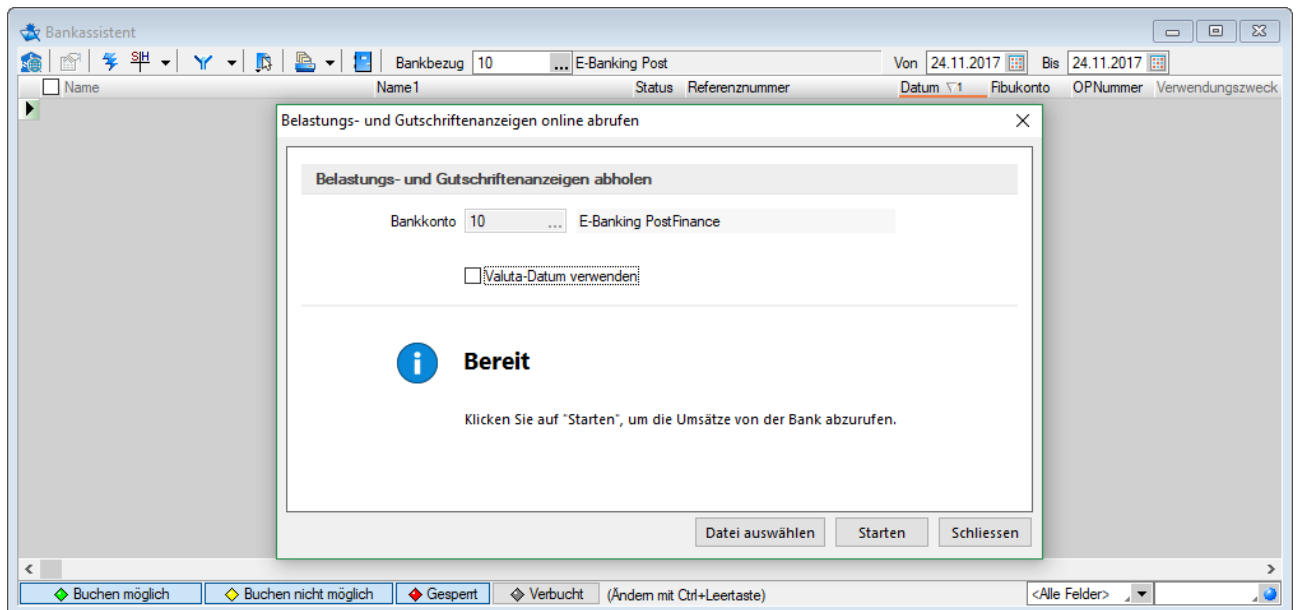 Bankassistent
S|H Bankbezug 10 ... E-Banking Post Von 24.11.2017 Bis 24.11.2017
Name Name1 Status Referenznummer Datum 1 Fibukonto OPNummer Verwendungszweck
Belastungs- und Gutschriftenanzeigen online abrufen
Belastungs- und Gutschriftenanzeigen abholen
Bankkonto 10 ... E-Banking PostFinance
Valuta-Datum verwenden
Bereit
Klicken Sie auf "Starten", um die Umsätze von der Bank abzurufen.
Datei auswählen Starten Schliessen
Buchen möglich Buchen nicht möglich Gesperrt Verbucht (Ändern mit Ctrl+Leertaste) <Alle Felder>